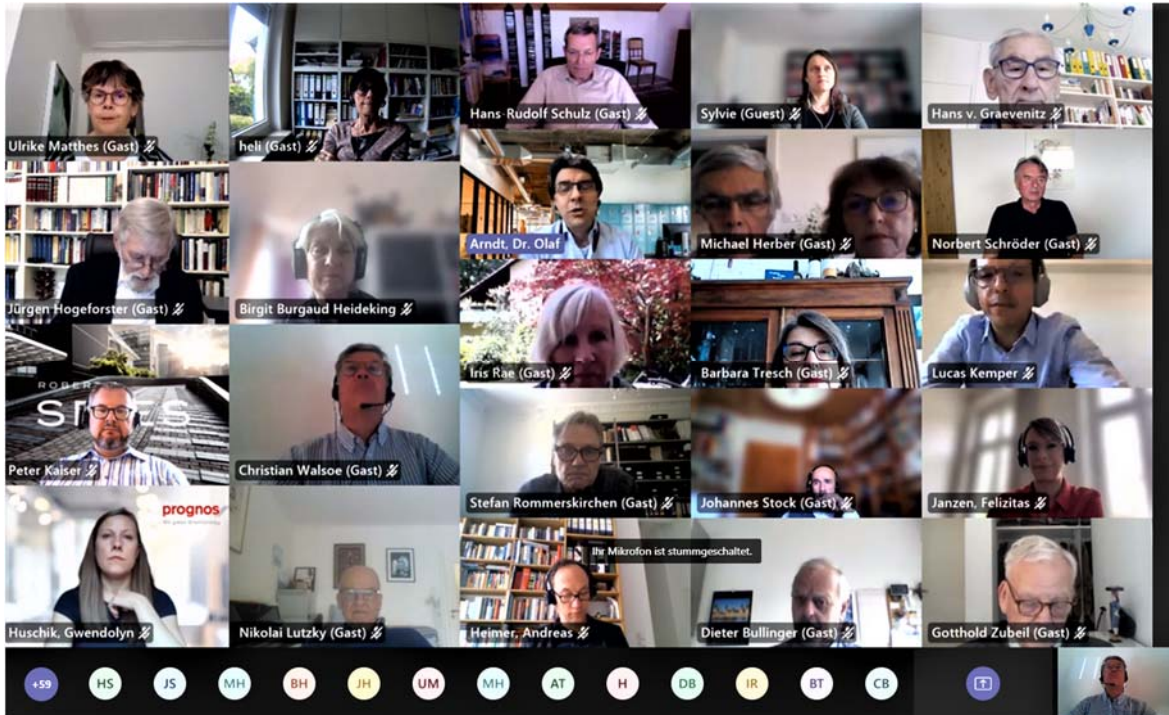 Ulrike Matthes (Gast)
heli (Gast)
Hans-Rudolf Schulz (Gast)
Sylvie (Guest)
Hans v. Graevenitz (Gast)
Jürgen Hogeforster (Gast)
Birgit Burgaud Heideking
Arndt, Dr. Olaf
Michael Herber (Gast)
Norbert Schröder (Gast)
Iris Rae (Gast)
Barbara Tresch (Gast)
Lucas Kemper
ROBER
Peter Kaiser
Christian Walsoe (Gast)
Stefan Rommerskirchen (Gast)
Johannes Stock (Gast)
Janzen, Felizitas
prognos
Ihr Mikrofon ist stummgeschaltet.
Huschik, Gwendolyn
Nikolai Lutzky (Gast)
Heimer, Andreas
Dieter Bullinger (Gast)
Gotthold Zubeil (Gast)
+59 HS JS MH BH JH UM MH AT H DB IR BT CB